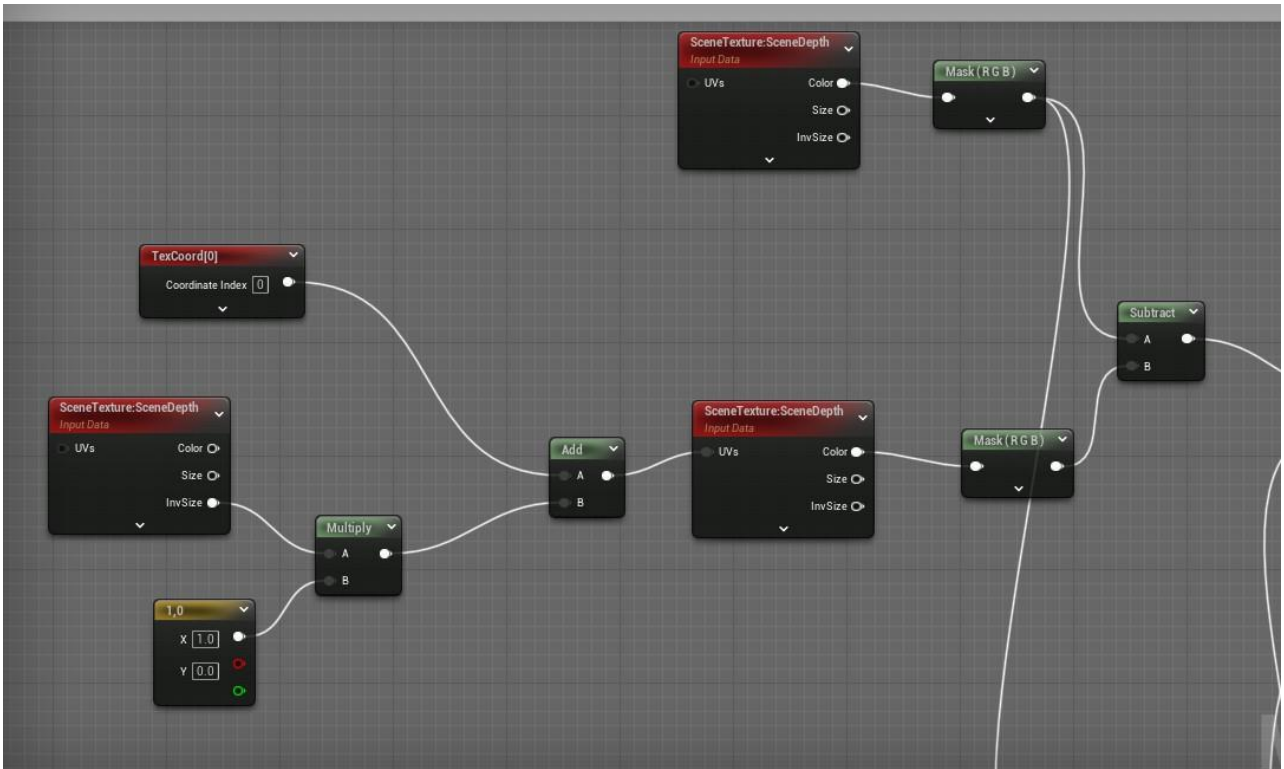 SceneTexture:SceneDepth
Input Data
UVs
Color
Size
InvSize
Mask (R G B)
TexCoord[0]
Coordinate Index 0
Subtract
A
B
SceneTexture:SceneDepth
Input Data
UVs
Color
Size
InvSize
Multiply
A
B
1,0
X 1.0
Y 0.0
Add
A
B
SceneTexture:SceneDepth
Input Data
UVs
Color
Size
InvSize
Mask (R G B)